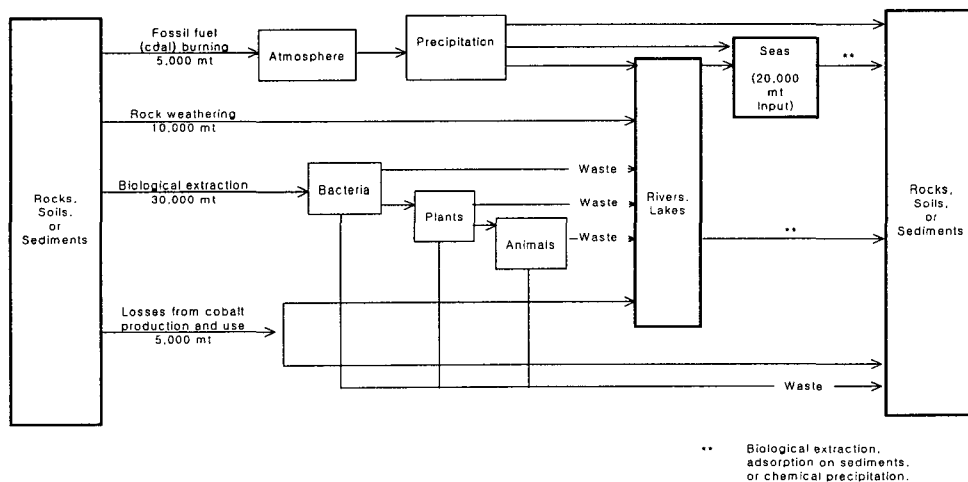 Fossil fuel
(cdal) burning
5,000 mt
Atmosphere
Precipitation
Seas
(20,000
mt
Input)
**
Rock weathering
10,000 mt
Biological extraction
30,000 mt
Bacteria
Waste
Plants
Waste
Animals
Waste
Rivers.
Lakes
**
Rocks.
Soils.
or
Sediments
Rocks,
Soils,
or
Sediments
Losses from cobalt
production and use
5,000 mt
Waste
** Biological extraction,
adsorption on sediments.
or chemical precipitation.